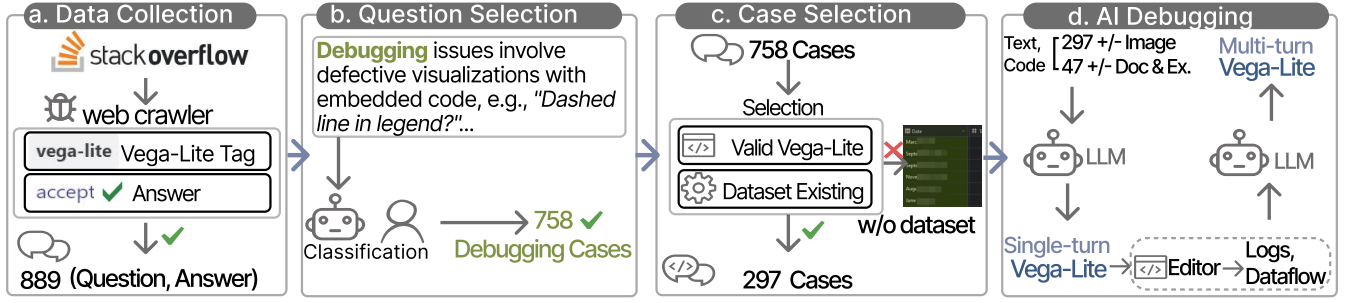 a. Data Collection
stackoverflow
web crawler
vega-lite Vega-Lite Tag
accept Answer
889 (Question, Answer)
b. Question Selection
Debugging issues involve
defective visualizations with
embedded code, e.g., "Dashed
line in legend?"...
Classification
758
Debugging Cases
c. Case Selection
758 Cases
Selection
Valid Vega-Lite
Dataset Existing
Date
w/o dataset
297 Cases
d. AI Debugging
Text,
Code
297 +/- Image
47 +/- Doc & Ex.
LLM
Single-turn
Vega-Lite
Editor
Logs,
Dataflow
LLM
Multi-turn
Vega-Lite